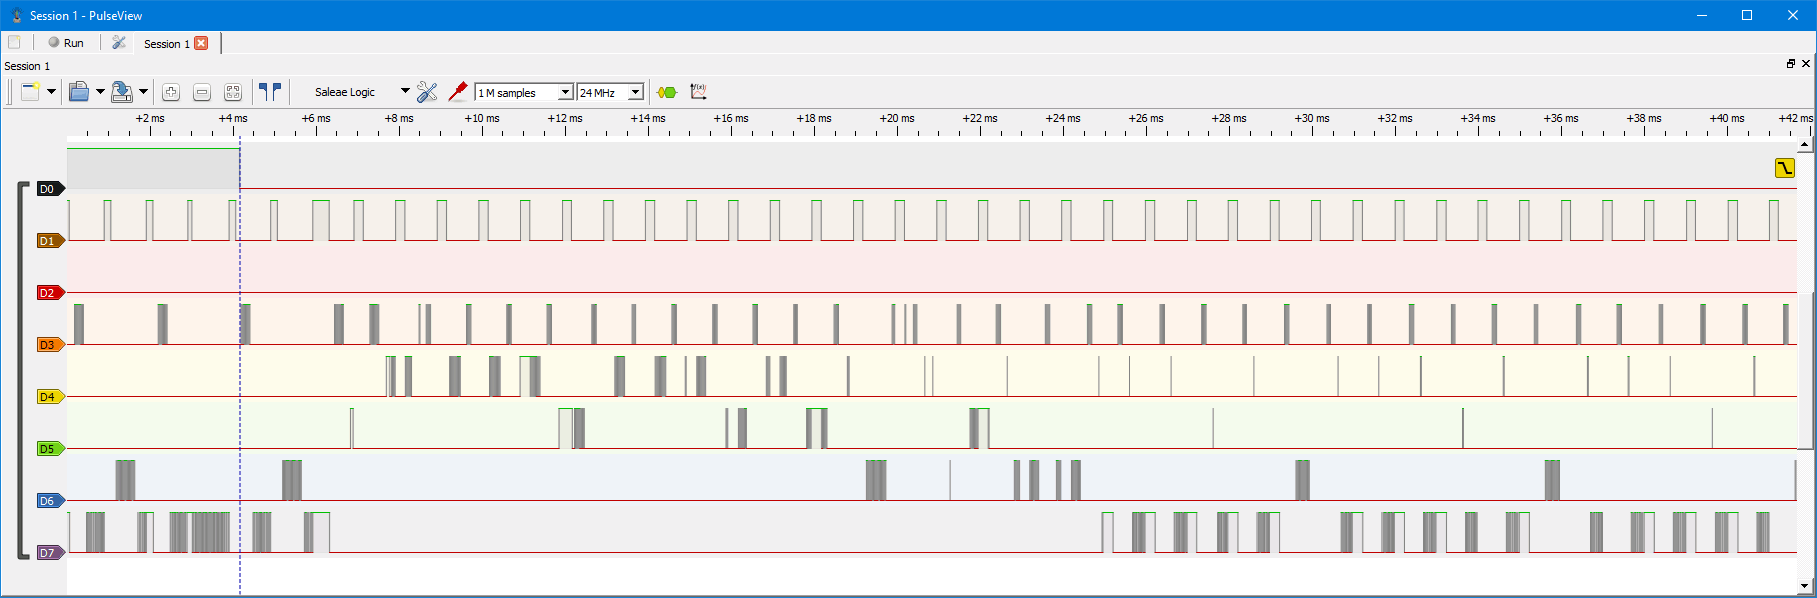 Session 1 - PulseView
Run
Session 1
Session 1
Saleae Logic
1 M samples
24 MHz
f(x)
+2 ms +4 ms +6 ms +8 ms +10 ms +12 ms +14 ms +16 ms +18 ms +20 ms +22 ms +24 ms +26 ms +28 ms +30 ms +32 ms +34 ms +36 ms +38 ms +40 ms +42 ms
D0
D1
D2
D3
D4
D5
D6
D7